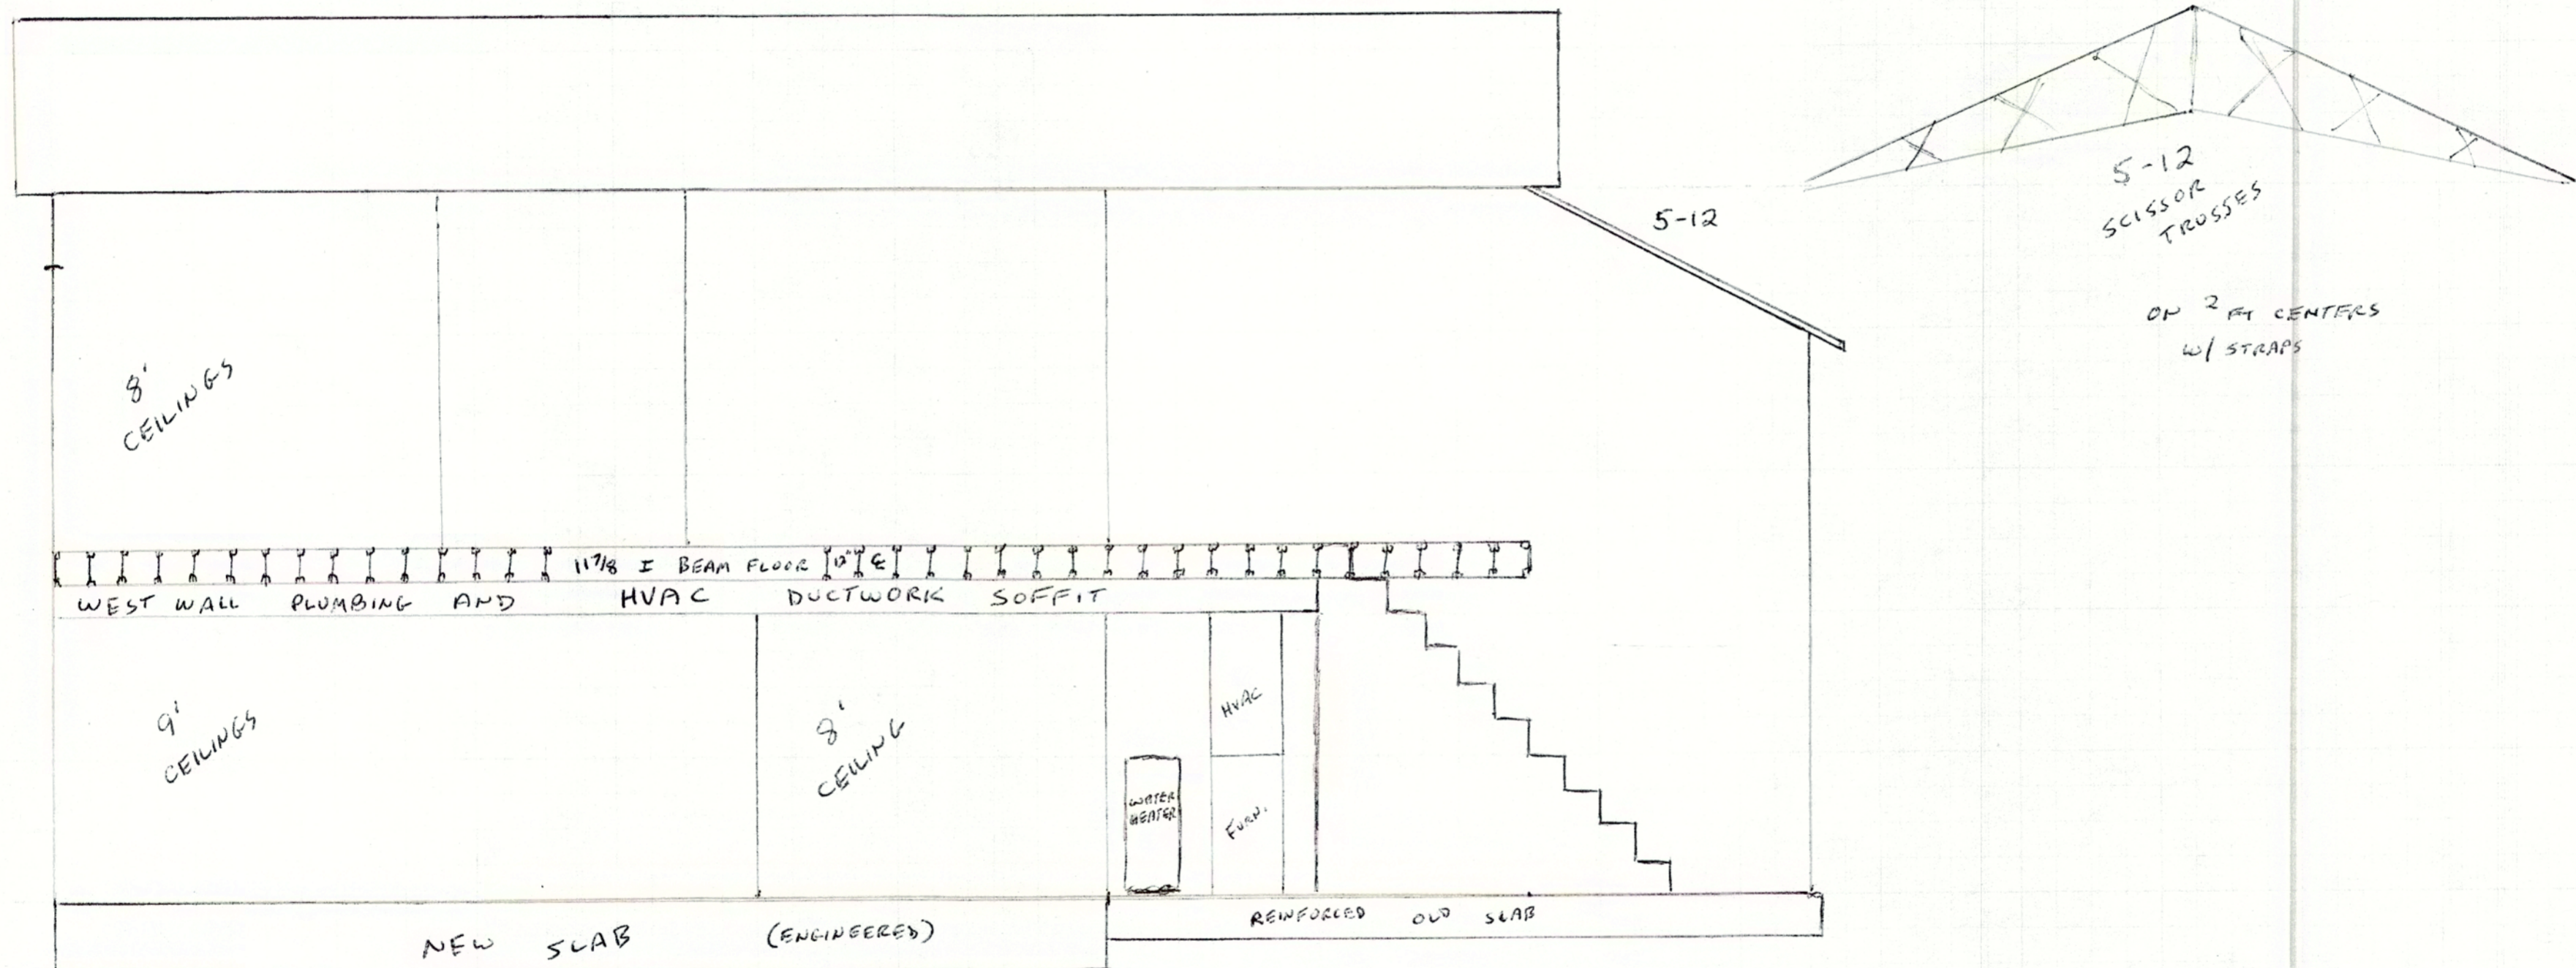 5-12
5-12
SCISSOR
TRUSSES
ON 2 FT CENTERS
W/ STRAPS
8'
CEILINGS
11 7/8 I BEAM FLOOR 12" ℄
WEST WALL PLUMBING AND HVAC DUCTWORK SOFFIT
9'
CEILINGS
8'
CEILING
HVAC
WATER
HEATER
FURN.
REINFORCED OLD SLAB
NEW SLAB (ENGINEERED)